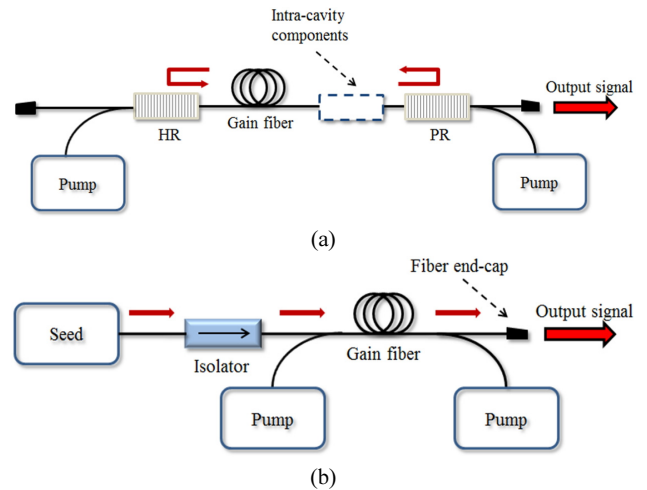 Intra-cavity
components
Output signal
Gain fiber
HR
PR
Pump
Pump
(a)
Fiber end-cap
Output signal
Seed
Gain fiber
Isolator
Pump
Pump
(b)